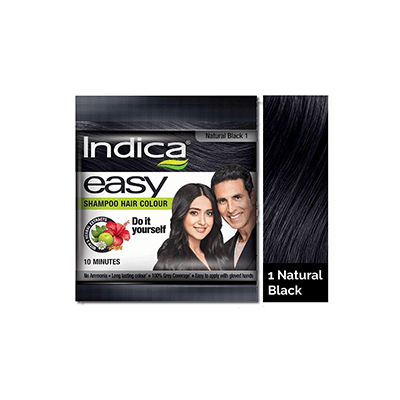 Natural Black 1
Indica
easy
SHAMPOO HAIR COLOUR
Do it
yourself
10 MINUTES
No Ammonia • Long lasting colour • 100% Grey Coverage • Easy to apply with gloved hands
1 Natural
Black